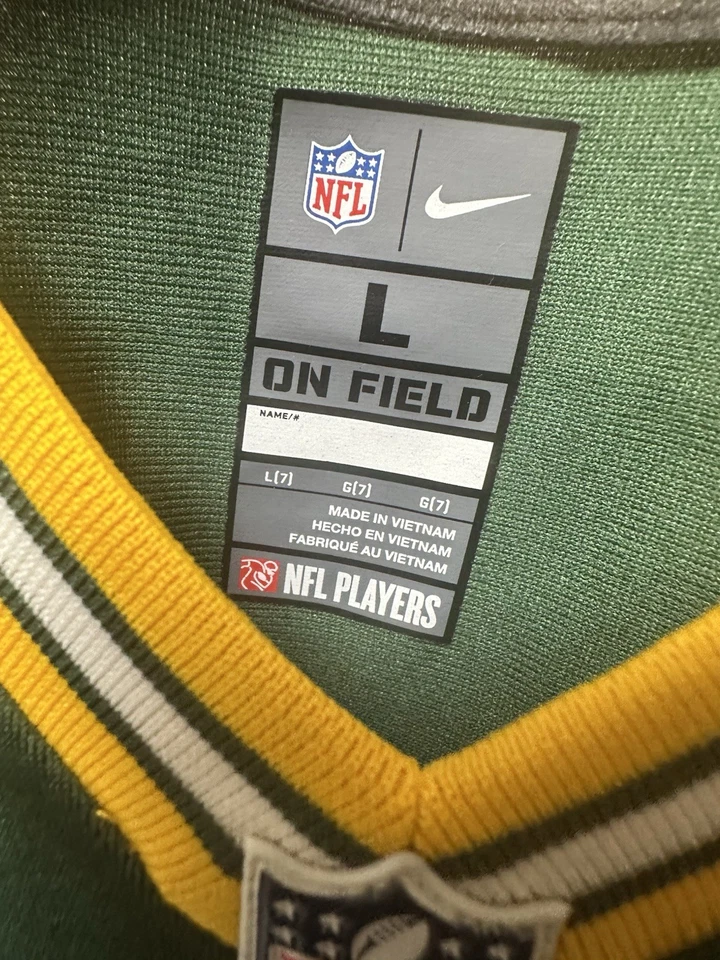 NFL
L
ON FIELD
NAME/#
L(7) G(7) G(7)
MADE IN VIETNAM
HECHO EN VIETNAM
FABRIQUÉ AU VIETNAM
NFL PLAYERS